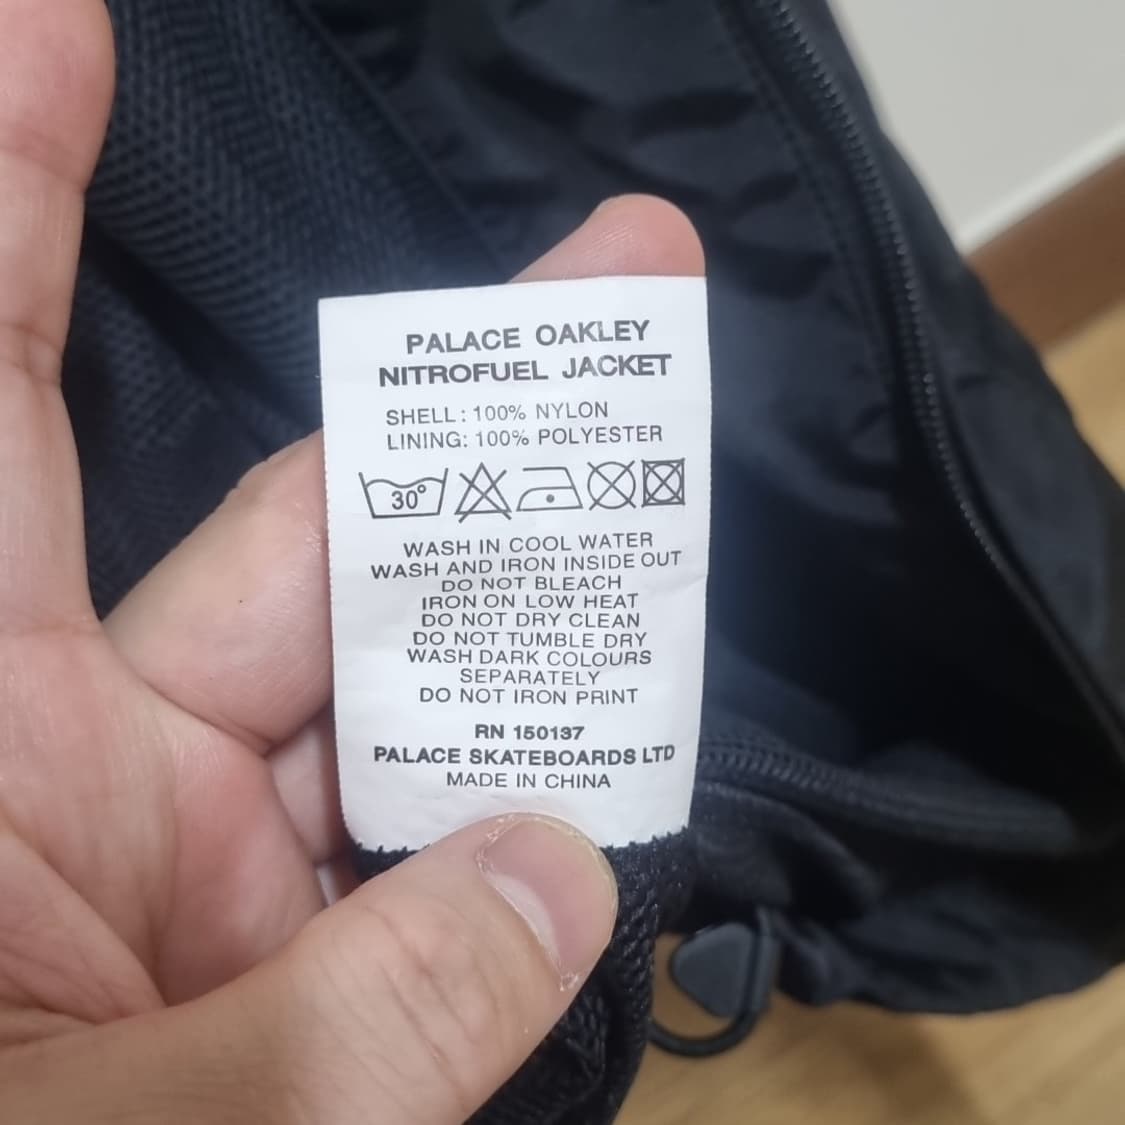 PALACE OAKLEY
NITROFUEL JACKET
SHELL: 100% NYLON
LINING: 100% POLYESTER
30°
WASH IN COOL WATER
WASH AND IRON INSIDE OUT
DO NOT BLEACH
IRON ON LOW HEAT
DO NOT DRY CLEAN
DO NOT TUMBLE DRY
WASH DARK COLOURS
SEPARATELY
DO NOT IRON PRINT
RN 150137
PALACE SKATEBOARDS LTD
MADE IN CHINA